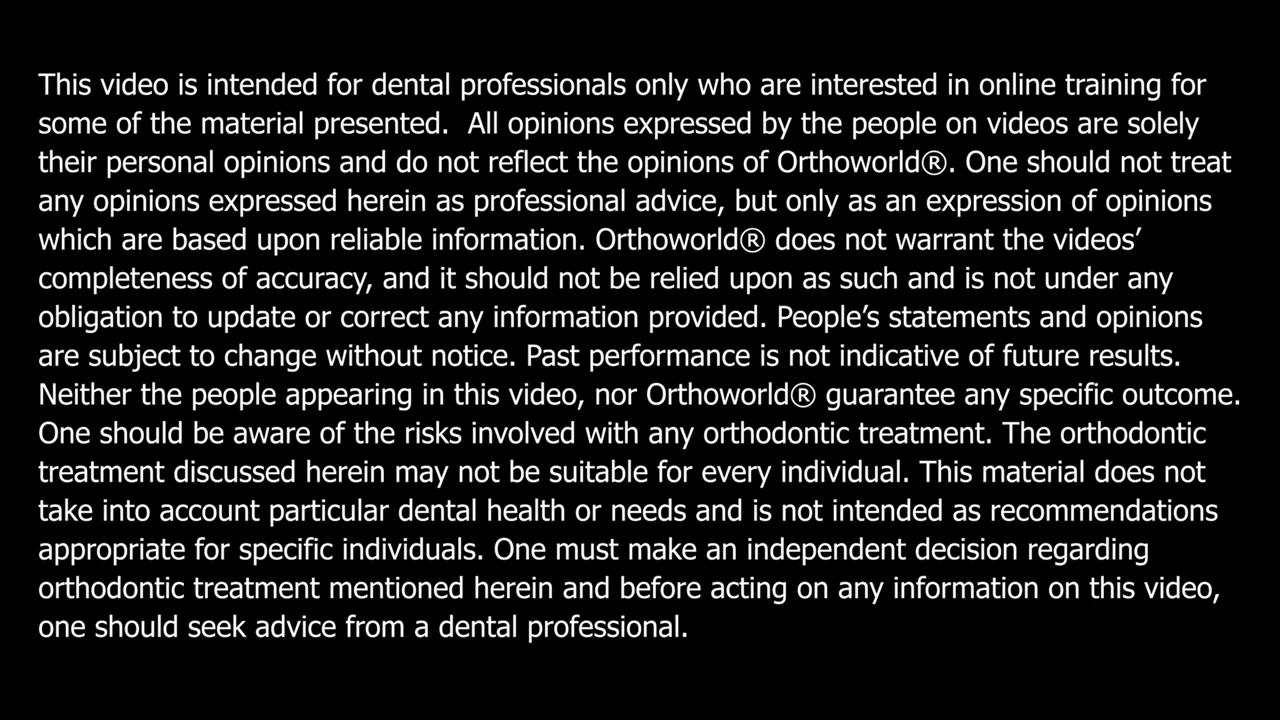 This video is intended for dental professionals only who are interested in online training for
some of the material presented.  All opinions expressed by the people on videos are solely
their personal opinions and do not reflect the opinions of Orthoworld®. One should not treat
any opinions expressed herein as professional advice, but only as an expression of opinions
which are based upon reliable information. Orthoworld® does not warrant the videos’
completeness of accuracy, and it should not be relied upon as such and is not under any
obligation to update or correct any information provided. People’s statements and opinions
are subject to change without notice. Past performance is not indicative of future results.
Neither the people appearing in this video, nor Orthoworld® guarantee any specific outcome.
One should be aware of the risks involved with any orthodontic treatment. The orthodontic
treatment discussed herein may not be suitable for every individual. This material does not
take into account particular dental health or needs and is not intended as recommendations
appropriate for specific individuals. One must make an independent decision regarding
orthodontic treatment mentioned herein and before acting on any information on this video,
one should seek advice from a dental professional.